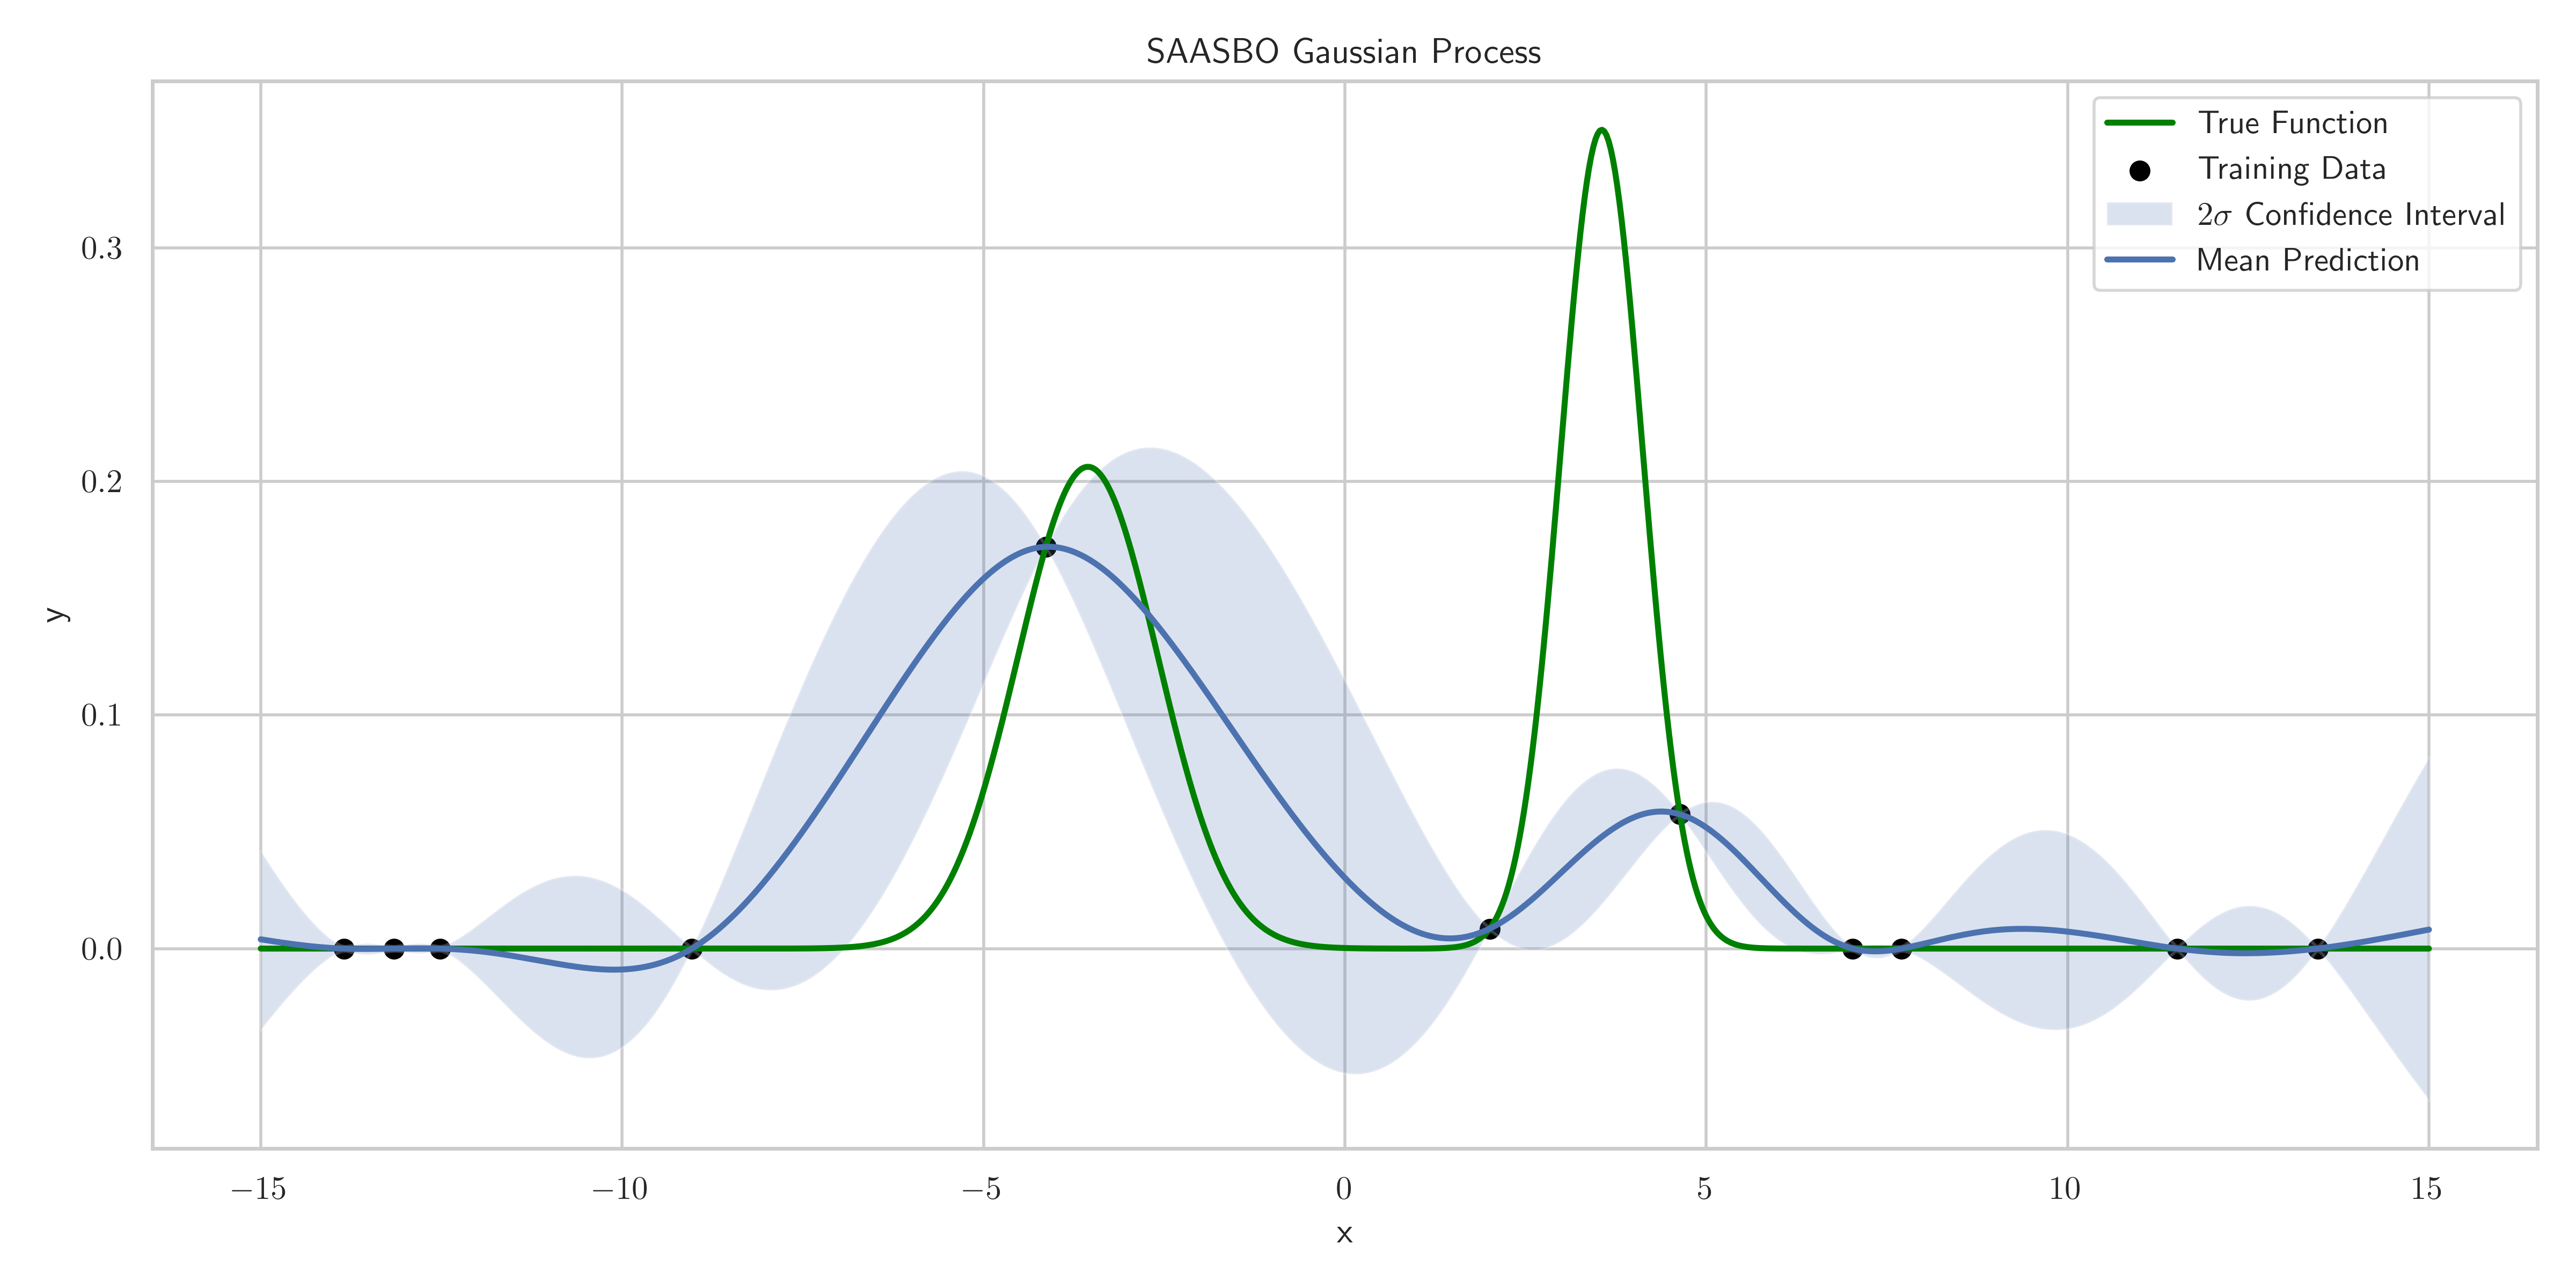 SAASBO Gaussian Process
True Function
Training Data
2σ Confidence Interval
Mean Prediction
0.3
0.2
0.1
0.0
y
−15 −10 −5 0 5 10 15
x